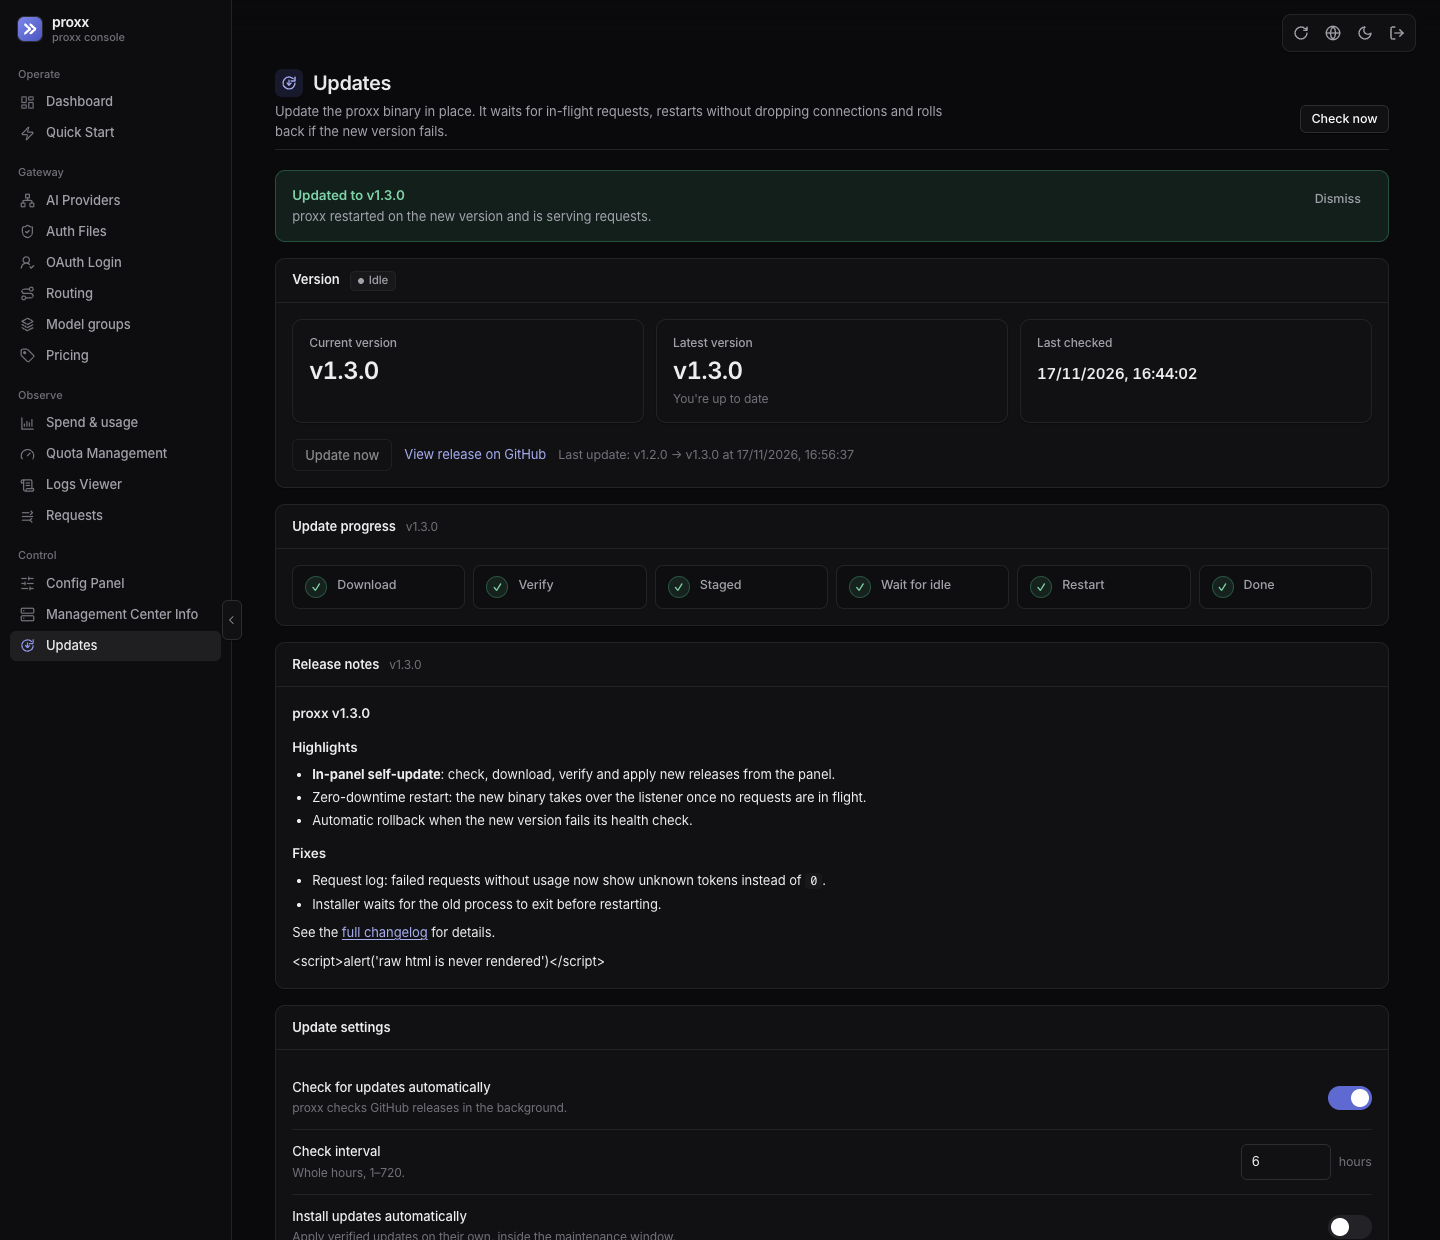 proxx
proxx console
Operate
Dashboard
Quick Start
Gateway
AI Providers
Auth Files
OAuth Login
Routing
Model groups
Pricing
Observe
Spend & usage
Quota Management
Logs Viewer
Requests
Control
Config Panel
Management Center Info
Updates
Updates
Update the proxx binary in place. It waits for in-flight requests, restarts without dropping connections and rolls
back if the new version fails.
Check now
Updated to v1.3.0
proxx restarted on the new version and is serving requests.
Dismiss
Version
Idle
Current version
v1.3.0
Latest version
v1.3.0
You're up to date
Last checked
17/11/2026, 16:44:02
Update now
View release on GitHub
Last update: v1.2.0 → v1.3.0 at 17/11/2026, 16:56:37
Update progress v1.3.0
Download
Verify
Staged
Wait for idle
Restart
Done
Release notes v1.3.0
proxx v1.3.0
Highlights
• In-panel self-update: check, download, verify and apply new releases from the panel.
• Zero-downtime restart: the new binary takes over the listener once no requests are in flight.
• Automatic rollback when the new version fails its health check.
Fixes
• Request log: failed requests without usage now show unknown tokens instead of 0.
• Installer waits for the old process to exit before restarting.
See the full changelog for details.
<script>alert('raw html is never rendered')</script>
Update settings
Check for updates automatically
proxx checks GitHub releases in the background.
Check interval
Whole hours, 1–720.
6 hours
Install updates automatically
Apply verified updates on their own, inside the maintenance window.